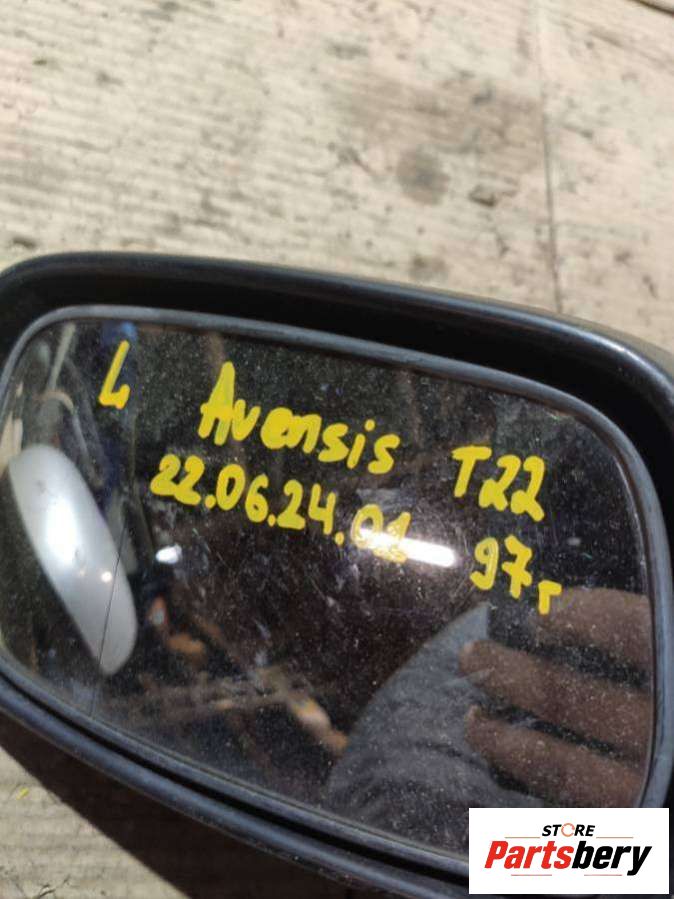 L Avensis T22
22.06.24.01 97г
STORE
Partsbery